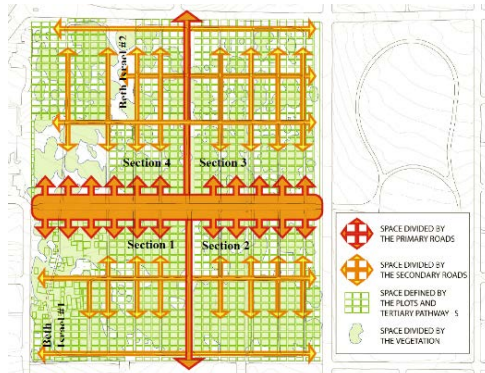 Beth Israel #2
Section 4
Section 3
Section 1
Section 2
Beth
Israel #1
SPACE DIVIDED BY
THE PRIMARY ROADS
SPACE DIVIDED BY
THE SECONDARY ROADS
SPACE DEFINED BY
THE PLOTS AND
TERTIARY PATHWAY S
SPACE DIVIDED BY
THE VEGETATION